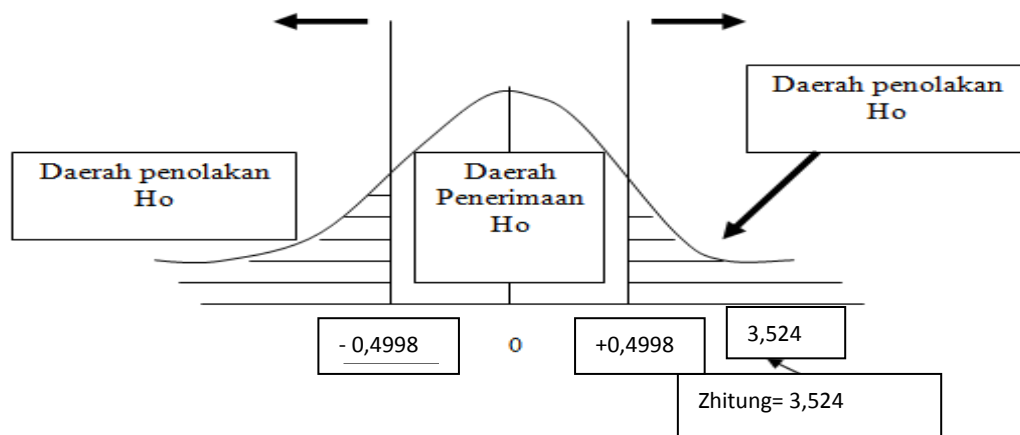 Daerah penolakan
Ho
Daerah penolakan
Ho
Daerah
Penerimaan
Ho
- 0,4998
0
+0,4998
3,524
Zhitung= 3,524